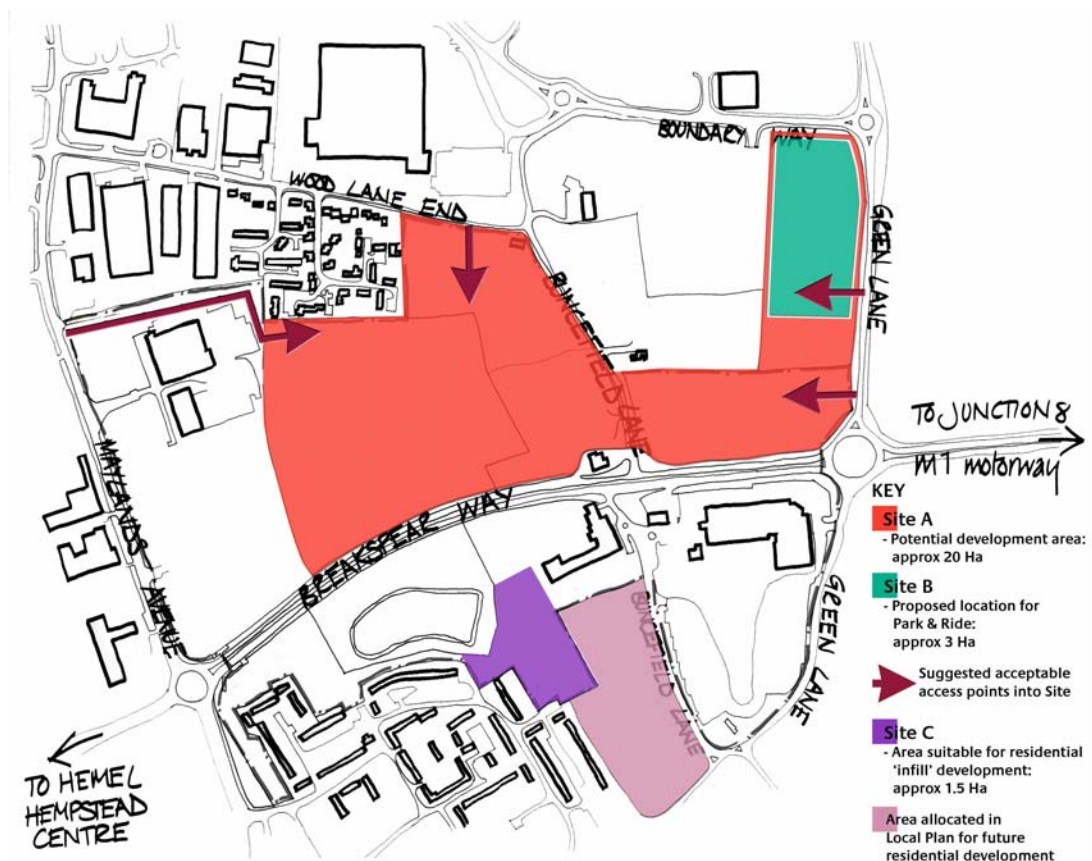 BOUNDARY WAY
WOOD LANE END
GREEN LANE
BUNCEFIELD LANE
MAYLANDS AVENUE
BREAKSPEAR WAY
TO JUNCTION 8
M1 motorway
BUNCEFIELD LANE
GREEN LANE
TO HEMEL
HEMPSTEAD
CENTRE
KEY
Site A
- Potential development area:
approx 20 Ha
Site B
- Proposed location for
Park & Ride:
approx 3 Ha
Suggested acceptable
access points into Site
Site C
- Area suitable for residential
'infill' development:
approx 1.5 Ha
Area allocated in
Local Plan for future
residential development